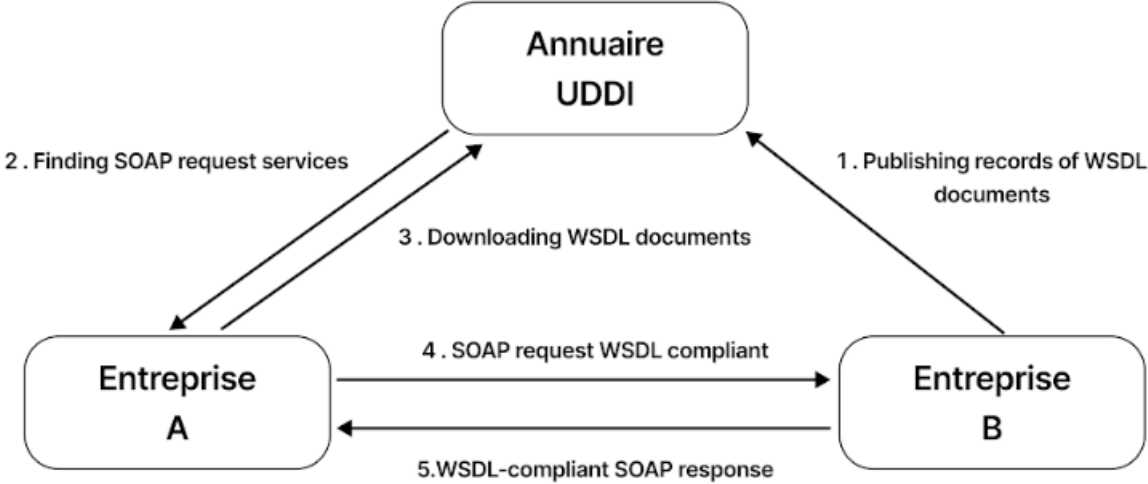 Annuaire
UDDI
2 . Finding SOAP request services
1 . Publishing records of WSDL
documents
3 . Downloading WSDL documents
4 . SOAP request WSDL compliant
Entreprise
A
Entreprise
B
5.WSDL-compliant SOAP response